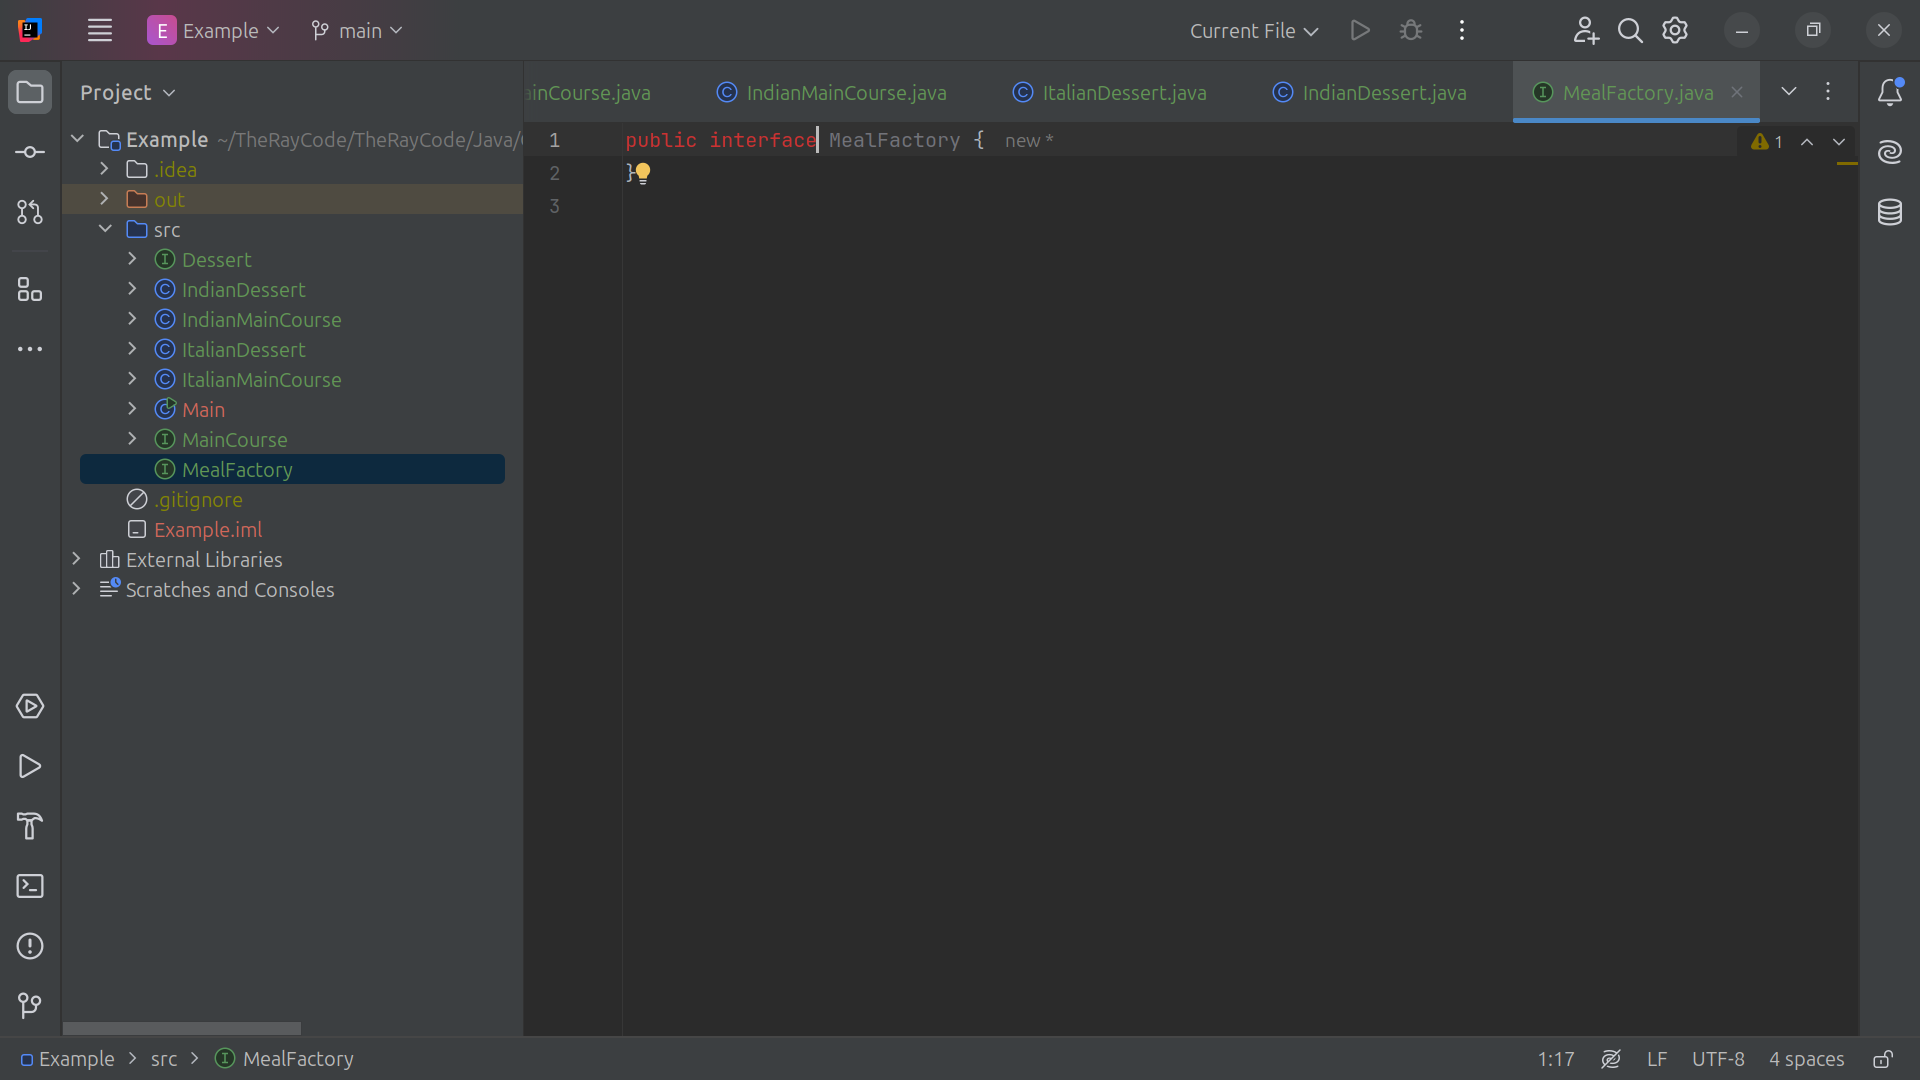 E Example main Current File
Project
ainCourse.java IndianMainCourse.java ItalianDessert.java IndianDessert.java MealFactory.java
Example ~/TheRayCode/TheRayCode/Java/
.idea
out
src
Dessert
IndianDessert
IndianMainCourse
ItalianDessert
ItalianMainCourse
Main
MainCourse
MealFactory
.gitignore
Example.iml
External Libraries
Scratches and Consoles
1 public interface MealFactory { new *
2 }
3
1
Example src MealFactory
1:17 LF UTF-8 4 spaces